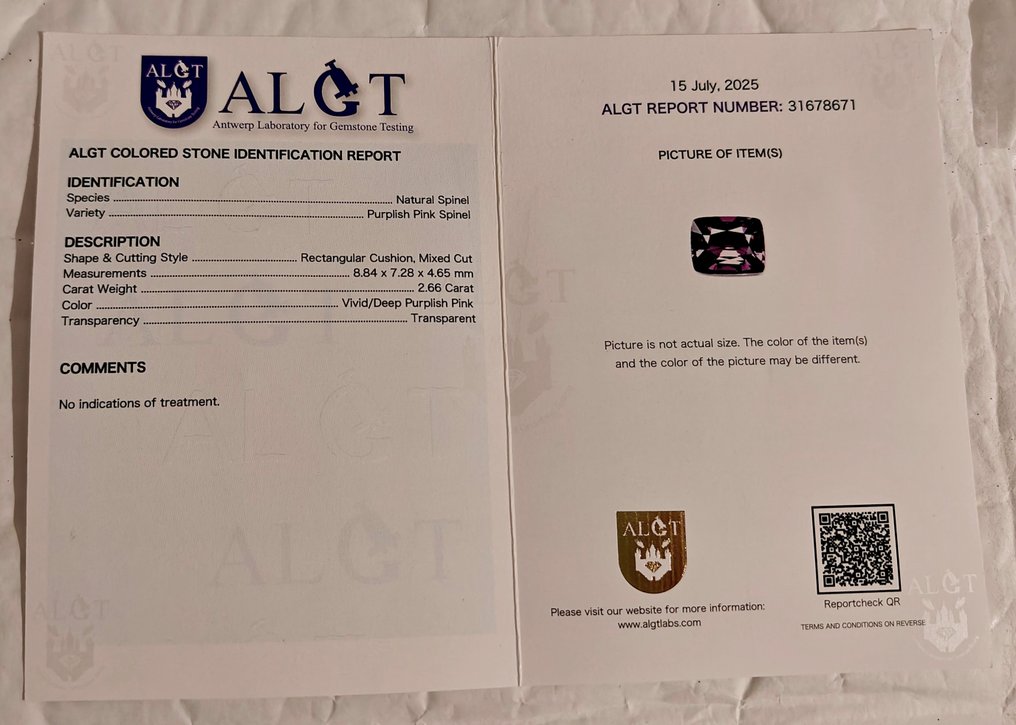 ALGT
ALGT
Antwerp Laboratory for Gemstone Testing
ALGT COLORED STONE IDENTIFICATION REPORT
IDENTIFICATION
Species ........ Natural Spinel
Variety ........ Purplish Pink Spinel
DESCRIPTION
Shape & Cutting Style ........ Rectangular Cushion, Mixed Cut
Measurements ........ 8.84 x 7.28 x 4.65 mm
Carat Weight ........ 2.66 Carat
Color ........ Vivid/Deep Purplish Pink
Transparency ........ Transparent
COMMENTS
No indications of treatment.
15 July, 2025
ALGT REPORT NUMBER: 31678671
PICTURE OF ITEM(S)
Picture is not actual size. The color of the item(s)
and the color of the picture may be different.
ALGT
Please visit our website for more information:
www.algtlabs.com
Reportcheck QR
TERMS AND CONDITIONS ON REVERSE
ALGT
ALGT
ALGT
ALGT
ALGT